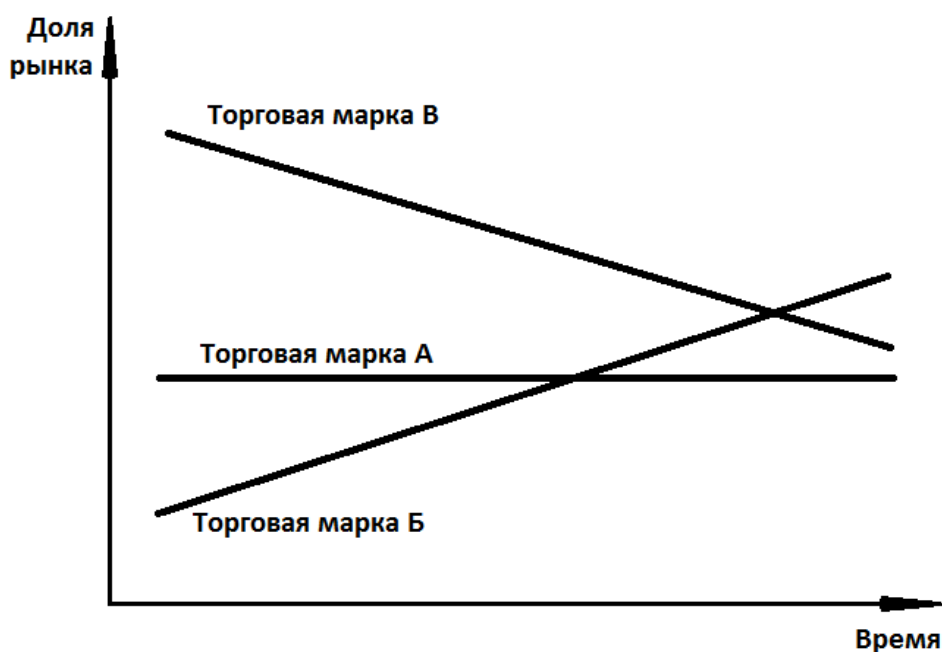 Доля
рынка
Торговая марка В
Торговая марка А
Торговая марка Б
Время